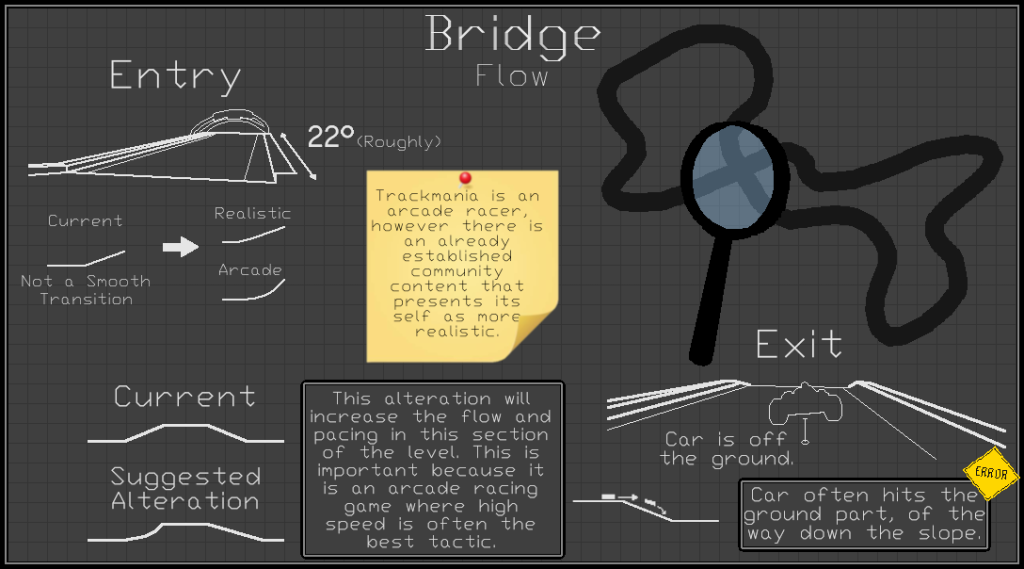 Bridge
Flow
Entry
22°(Roughly)
Current
Realistic
Arcade
Not a Smooth
Transition
Trackmania is an
arcade racer,
however there is
an already
established
community
content that
presents its
self as more
realistic.
Exit
Car is off
the ground.
ERROR
Car often hits the
ground part, of the
way down the slope.
Current
Suggested
Alteration
This alteration will
increase the flow and
pacing in this section
of the level. This is
important because it
is an arcade racing
game where high
speed is often the
best tactic.